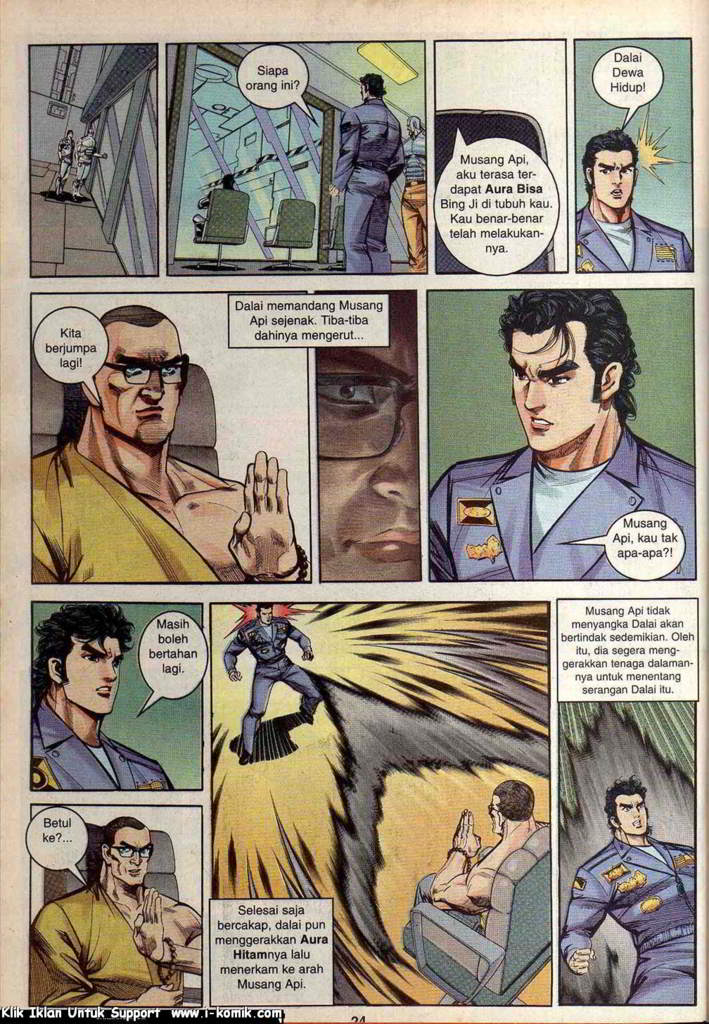 Siapa
orang ini?
Musang Api,
aku terasa ter-
dapat Aura Bisa
Bing Ji di tubuh kau.
Kau benar-benar
telah melakukan-
nya.
Dalai
Dewa
Hidup!
Kita
berjumpa
lagi!
Dalai memandang Musang
Api sejenak. Tiba-tiba
dahinya mengerut...
Musang
Api, kau tak
apa-apa?!
Masih
boleh
bertahan
lagi.
Betul
ke?...
Selesai saja
bercakap, dalai pun
menggerakkan Aura
Hitamnya lalu
menerkam ke arah
Musang Api.
Musang Api tidak
menyangka Dalai akan
bertindak sedemikian. Oleh
itu, dia segera meng-
gerakkan tenaga dalaman-
nya untuk menentang
serangan Dalai itu.
24
Klik Iklan Untuk Support www.i-komik.com